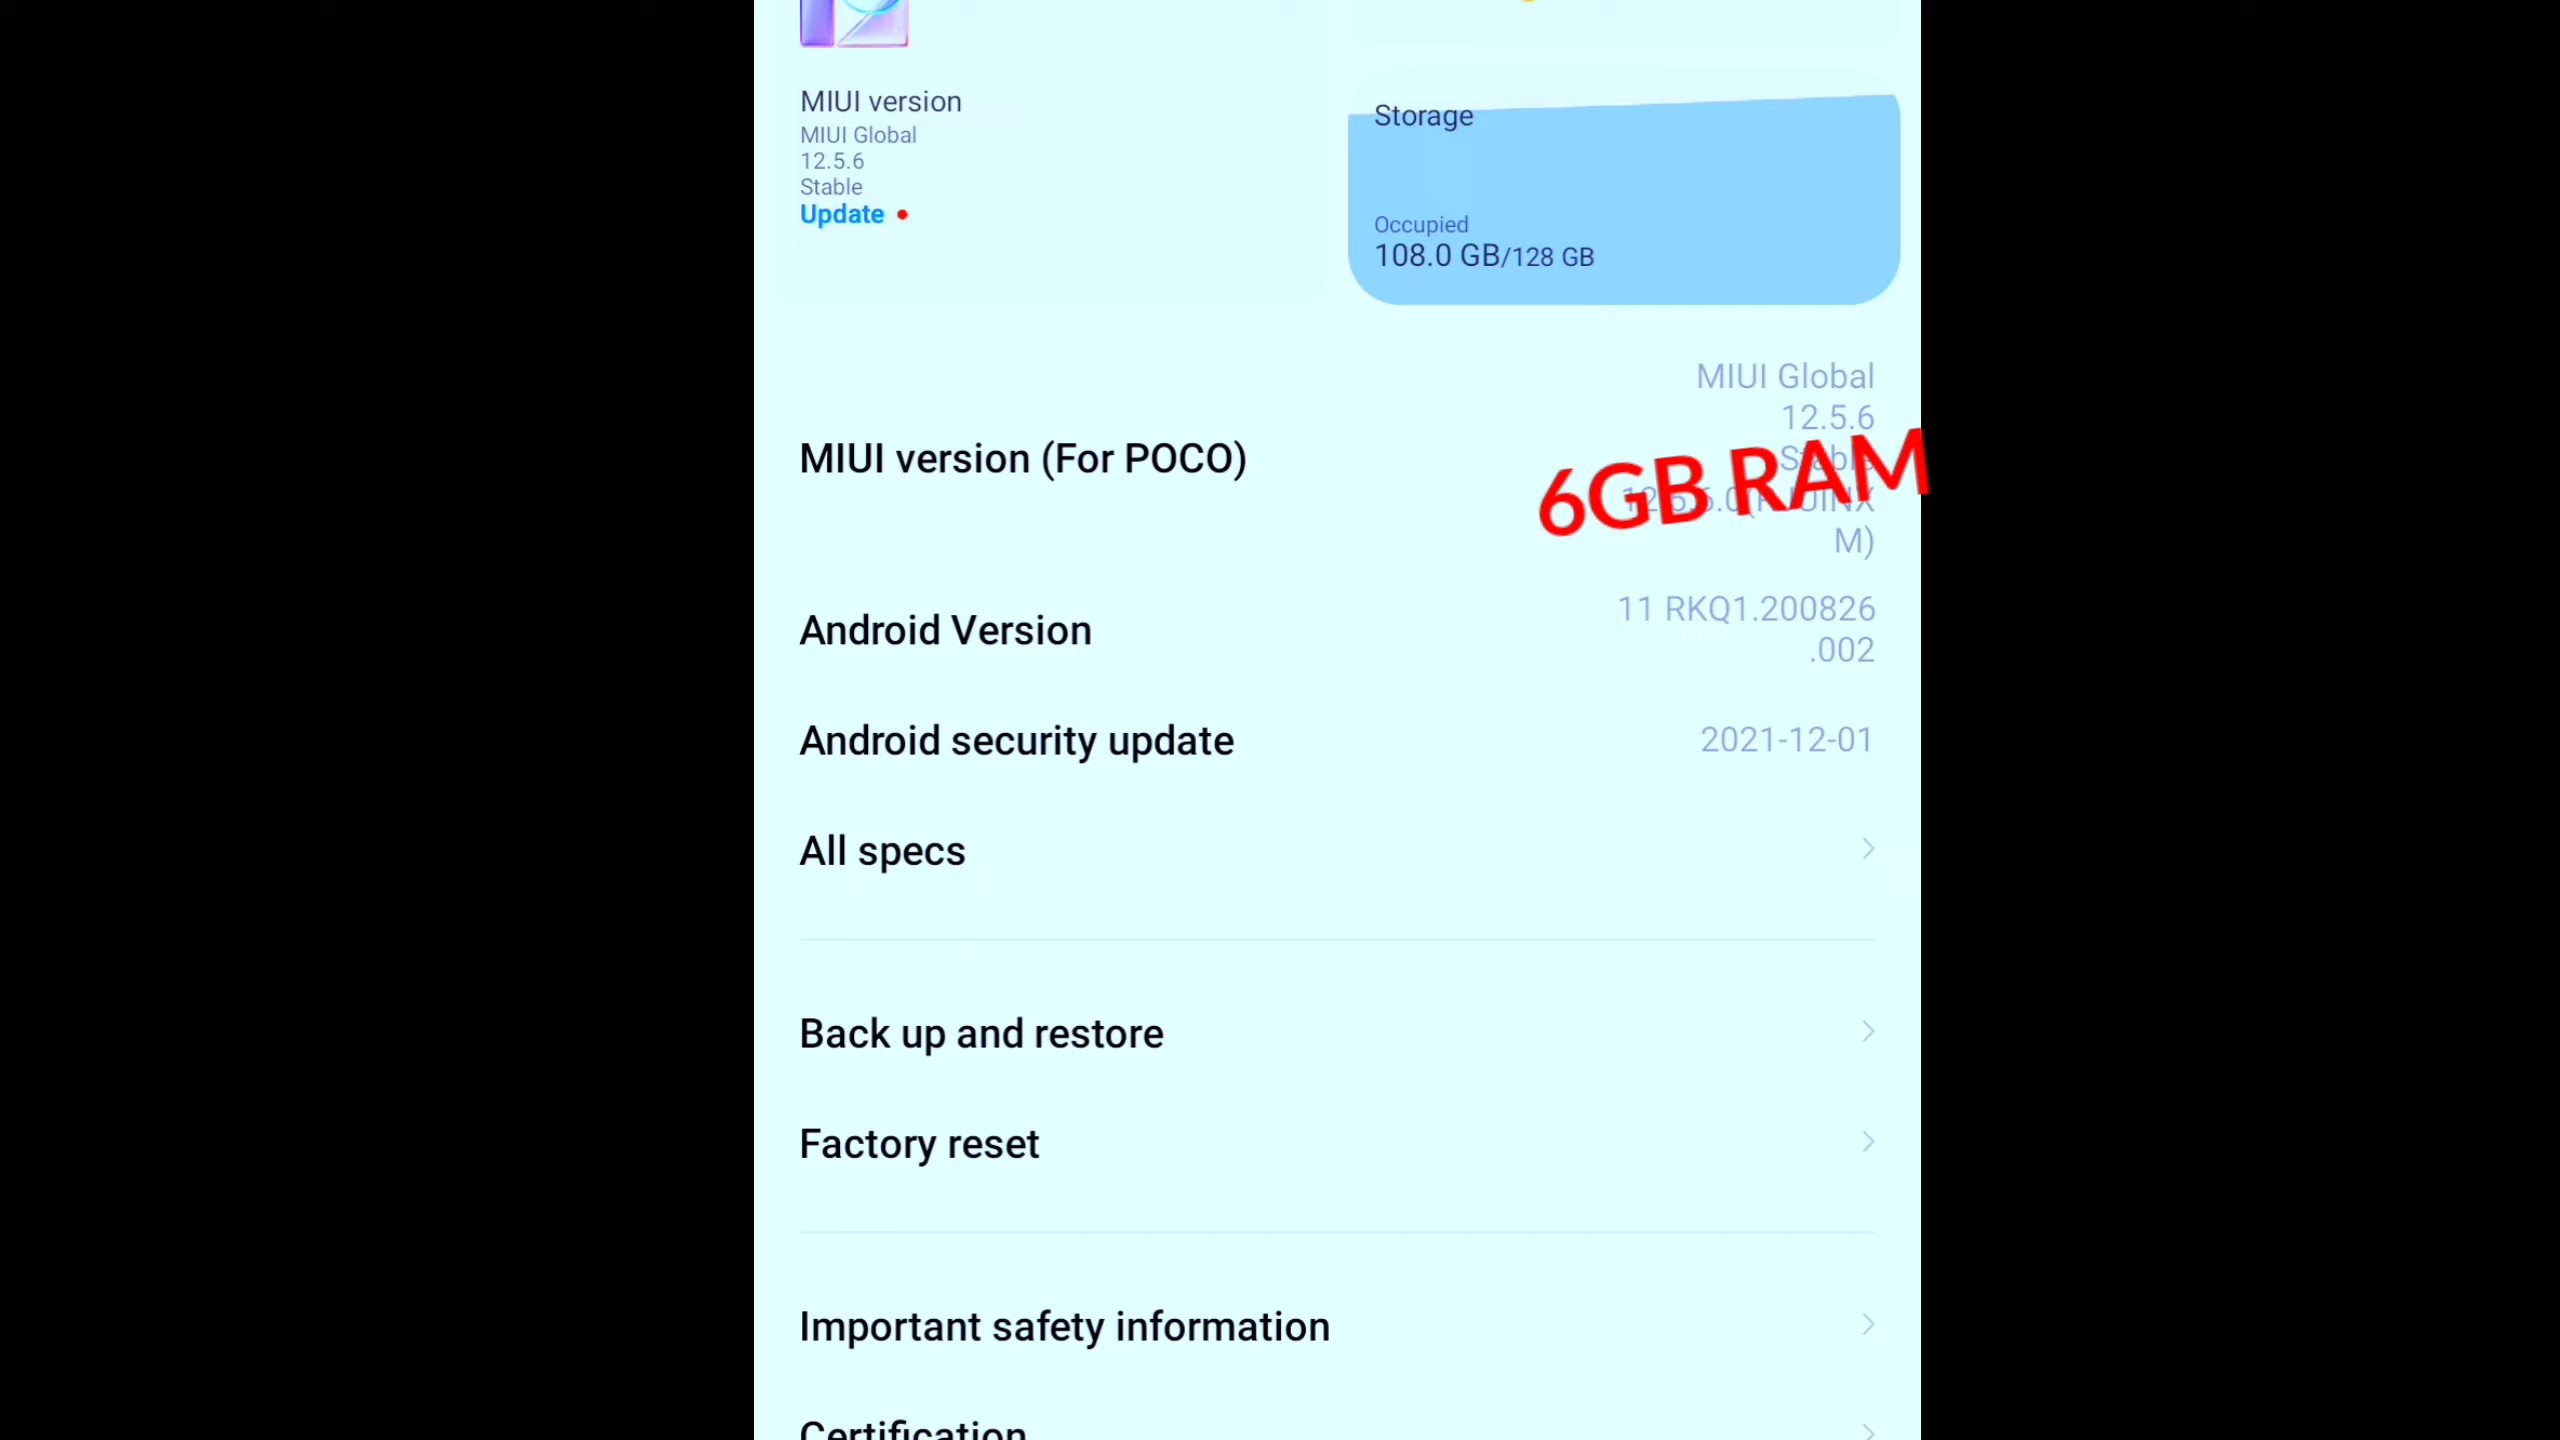 MIUI version
MIUI Global
12.5.6
Stable
Update
Storage
Occupied
108.0 GB/128 GB
MIUI version (For POCO)
MIUI Global
12.5.6
Stable
M)
6GB RAM
Android Version
11 RKQ1.200826
.002
Android security update
2021-12-01
All specs
Back up and restore
Factory reset
Important safety information
Certification